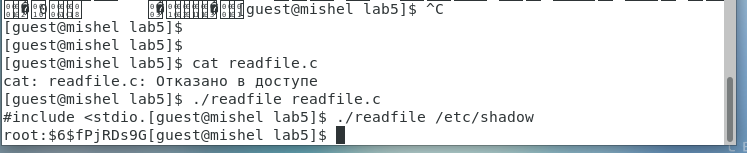 [guest@mishel lab5]$ ^C
[guest@mishel lab5]$
[guest@mishel lab5]$
[guest@mishel lab5]$ cat readfile.c
cat: readfile.c: Отказано в доступе
[guest@mishel lab5]$ ./readfile readfile.c
#include <stdio.[guest@mishel lab5]$ ./readfile /etc/shadow
root:$6$fPjRDs9G[guest@mishel lab5]$